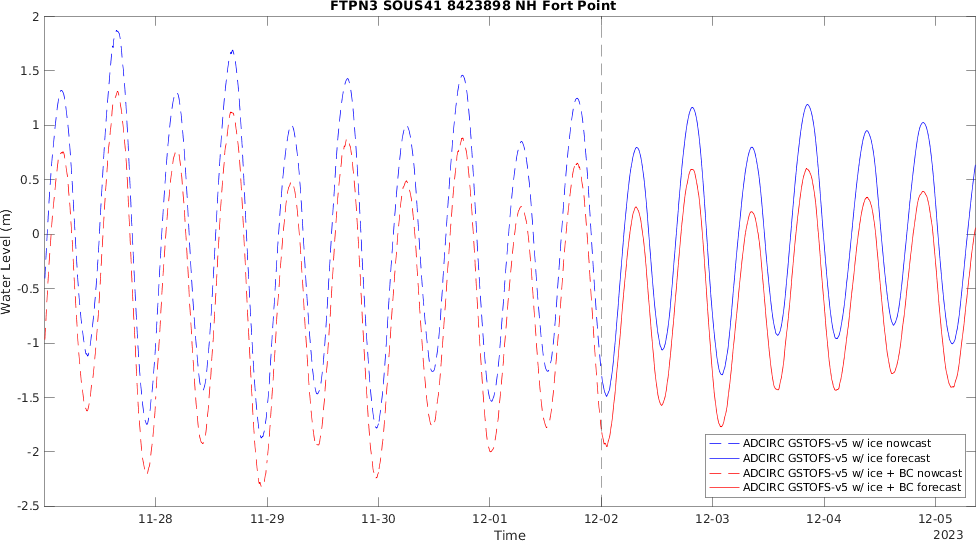 FTPN3 SOUS41 8423898 NH Fort Point
2
1.5
1
0.5
0
-0.5
-1
-1.5
-2
-2.5
Water Level (m)
11-28 11-29 11-30 12-01 12-02 12-03 12-04 12-05
Time
2023
ADCIRC GSTOFS-v5 w/ ice nowcast
ADCIRC GSTOFS-v5 w/ ice forecast
ADCIRC GSTOFS-v5 w/ ice + BC nowcast
ADCIRC GSTOFS-v5 w/ ice + BC forecast